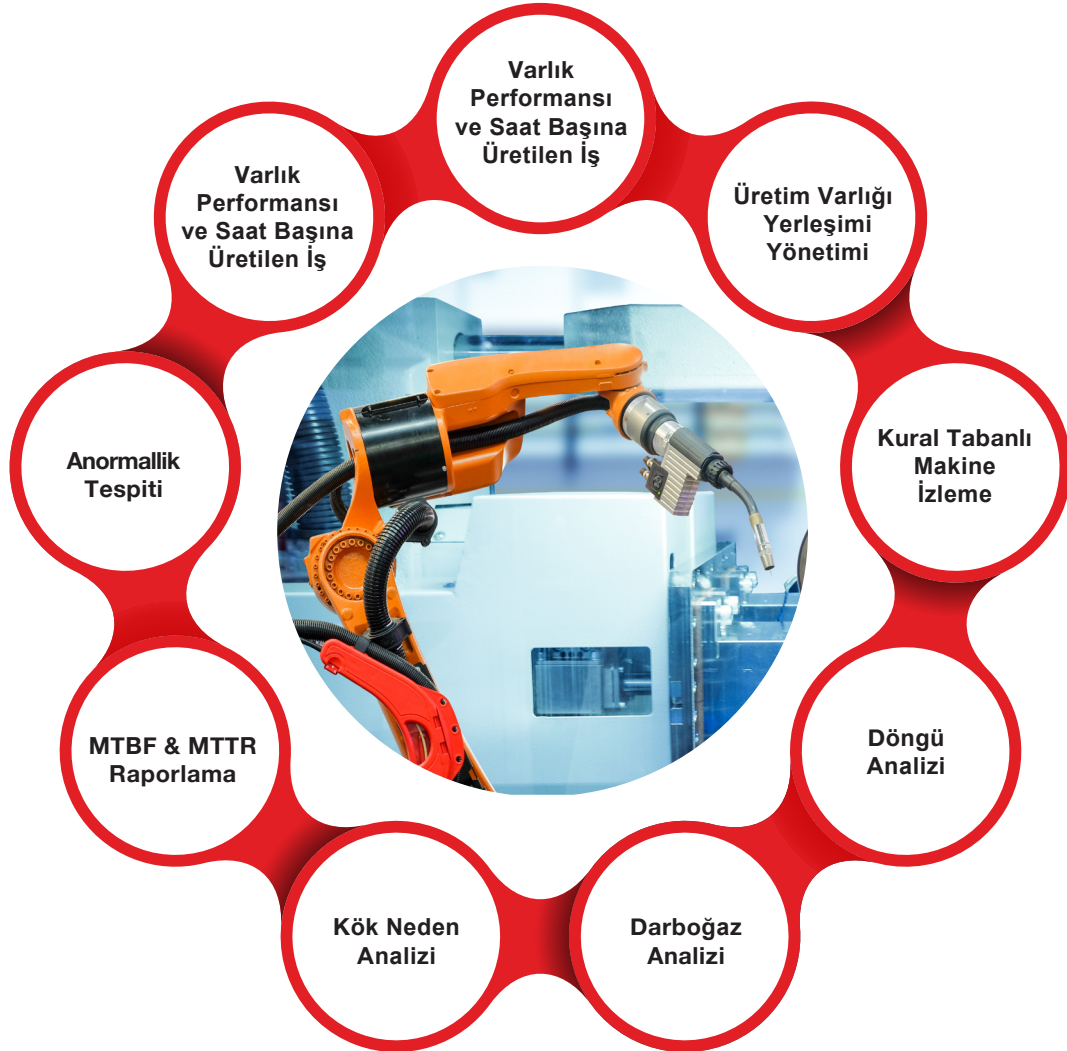 Varlık
Performansı
ve Saat Başına
Üretilen İş
Üretim Varlığı
Yerleşimi
Yönetimi
Kural Tabanlı
Makine
İzleme
Döngü
Analizi
Darboğaz
Analizi
Kök Neden
Analizi
MTBF & MTTR
Raporlama
Anormallik
Tespiti
Varlık
Performansı
ve Saat Başına
Üretilen İş